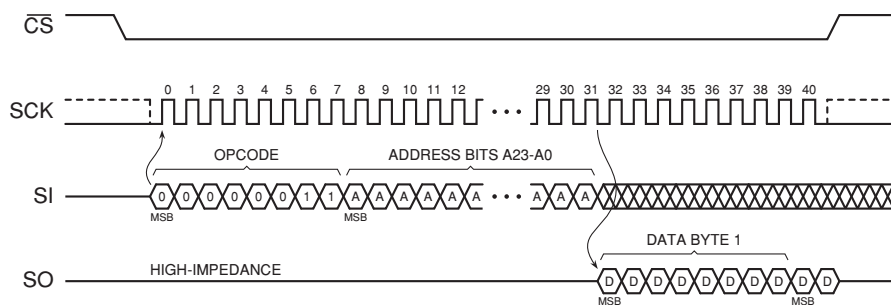 CS
0 1 2 3 4 5 6 7 8 9 10 11 12 29 30 31 32 33 34 35 36 37 38 39 40
SCK
OPCODE ADDRESS BITS A23-A0
SI 0 0 0 0 0 0 1 1 A A A A A A A A
MSB MSB
DATA BYTE 1
HIGH-IMPEDANCE
SO D D D D D D D D D D
MSB MSB